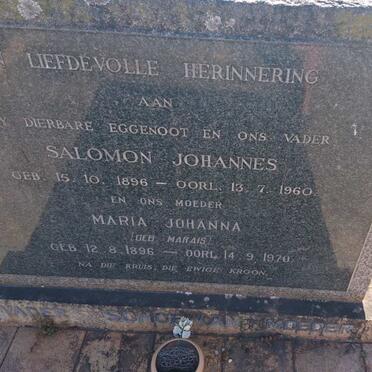 LIEFDEVOLLE HERINNERING
AAN
DIERBARE EGGENOOT EN ONS VADER
SALOMON JOHANNES
GEB. 15. 10. 1896 — OORL. 13. 7. 1960.
EN ONS MOEDER
MARIA JOHANNA
(GEB. MARAIS)
GEB. 12. 8. 1896 — OORL. 14. 9. 1970.
NA DIE KRUIS, DIE EWIGE KROON.
VADER MOEDER